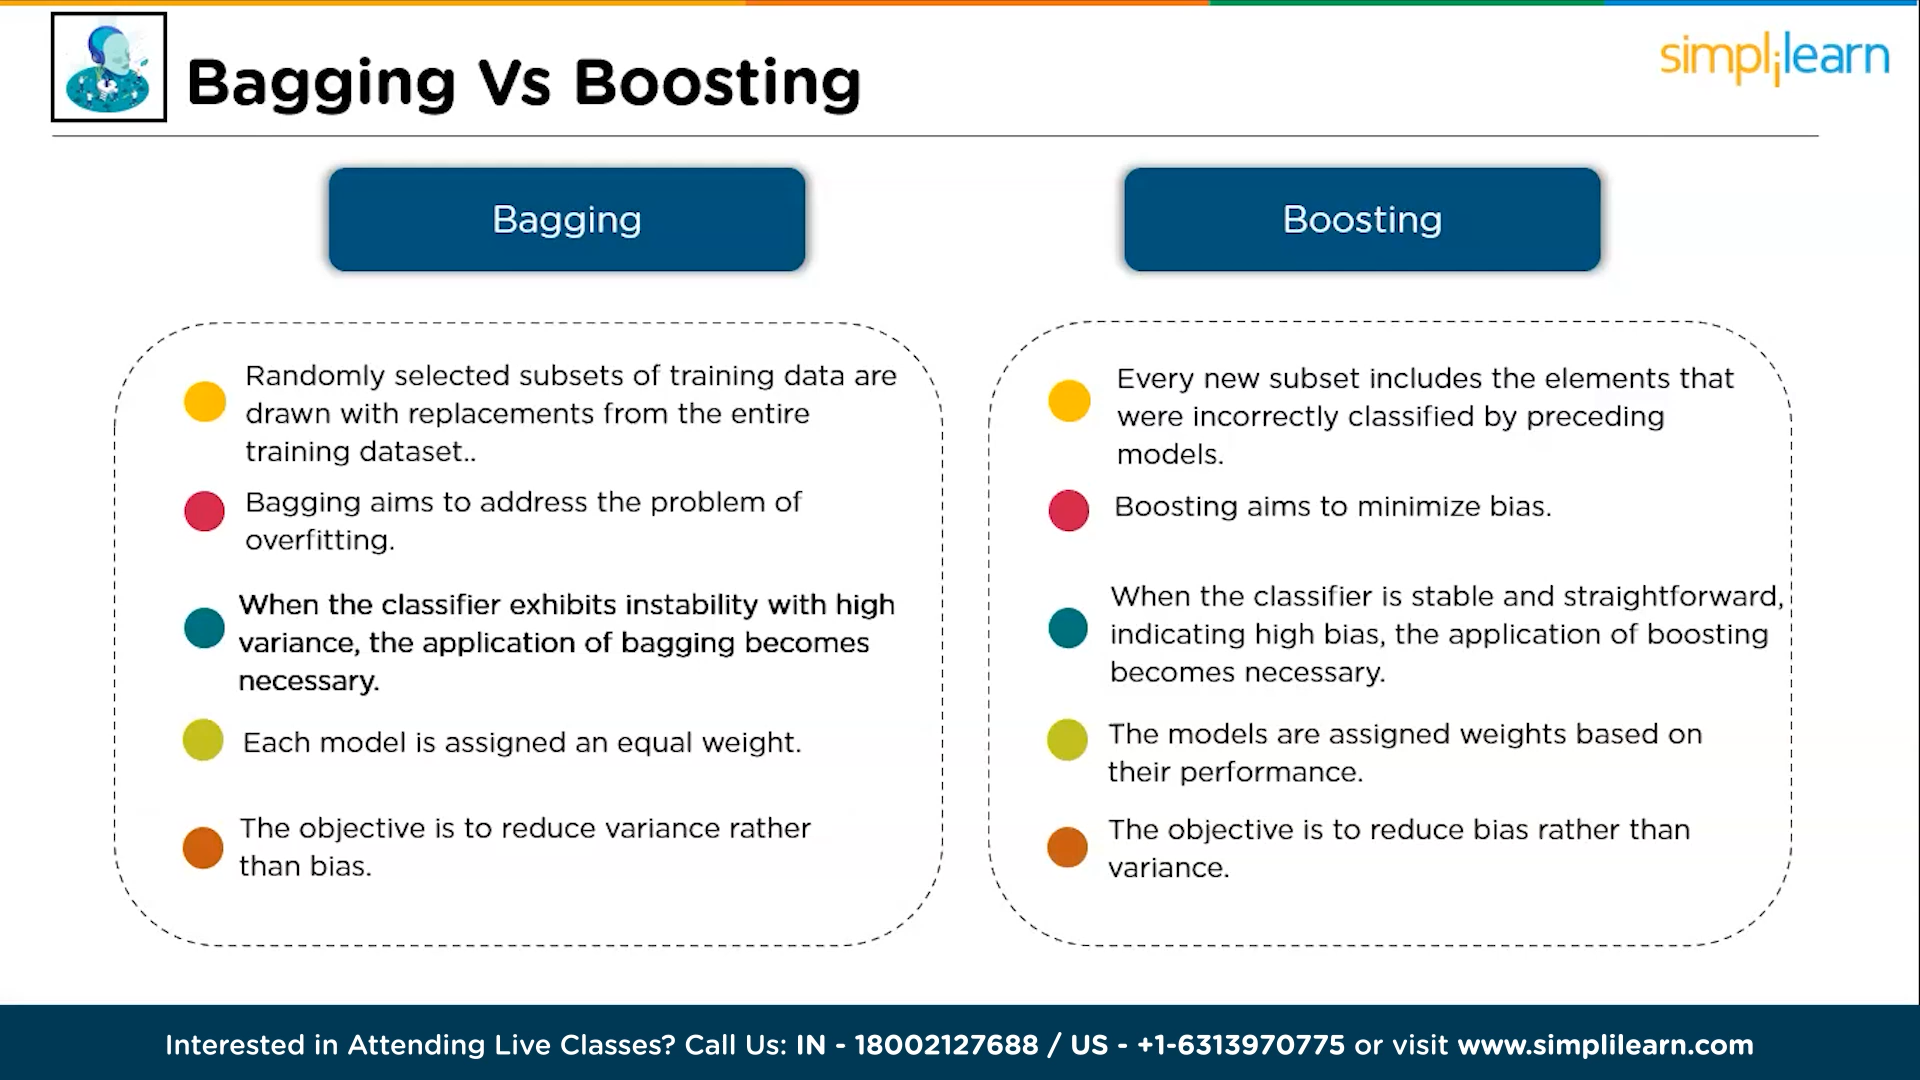 Bagging Vs Boosting
simplilearn
Bagging
Randomly selected subsets of training data are
drawn with replacements from the entire
training dataset..
Bagging aims to address the problem of
overfitting.
When the classifier exhibits instability with high
variance, the application of bagging becomes
necessary.
Each model is assigned an equal weight.
The objective is to reduce variance rather
than bias.
Boosting
Every new subset includes the elements that
were incorrectly classified by preceding
models.
Boosting aims to minimize bias.
When the classifier is stable and straightforward,
indicating high bias, the application of boosting
becomes necessary.
The models are assigned weights based on
their performance.
The objective is to reduce bias rather than
variance.
Interested in Attending Live Classes? Call Us: IN - 18002127688 / US - +1-6313970775 or visit www.simplilearn.com